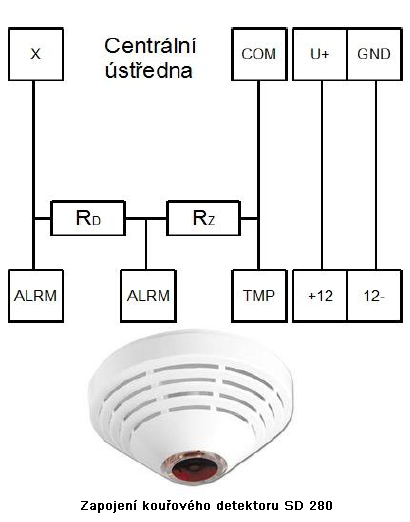 X
Centrální
ústředna
COM
U+
GND
RD
RZ
ALRM
ALRM
TMP
+12
12-
Zapojení kouřového detektoru SD 280